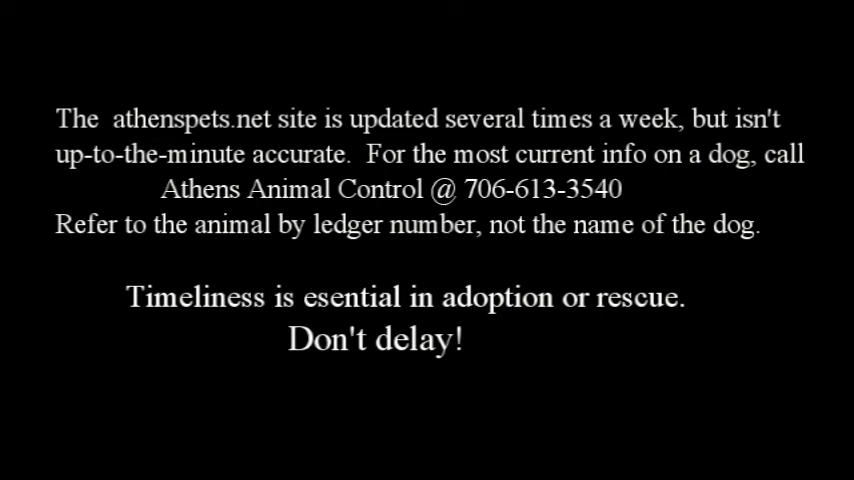 The  athenspets.net site is updated several times a week, but isn't
up-to-the-minute accurate.  For the most current info on a dog, call
Athens Animal Control @ 706-613-3540
Refer to the animal by ledger number, not the name of the dog.
Timeliness is esential in adoption or rescue.
Don't delay!